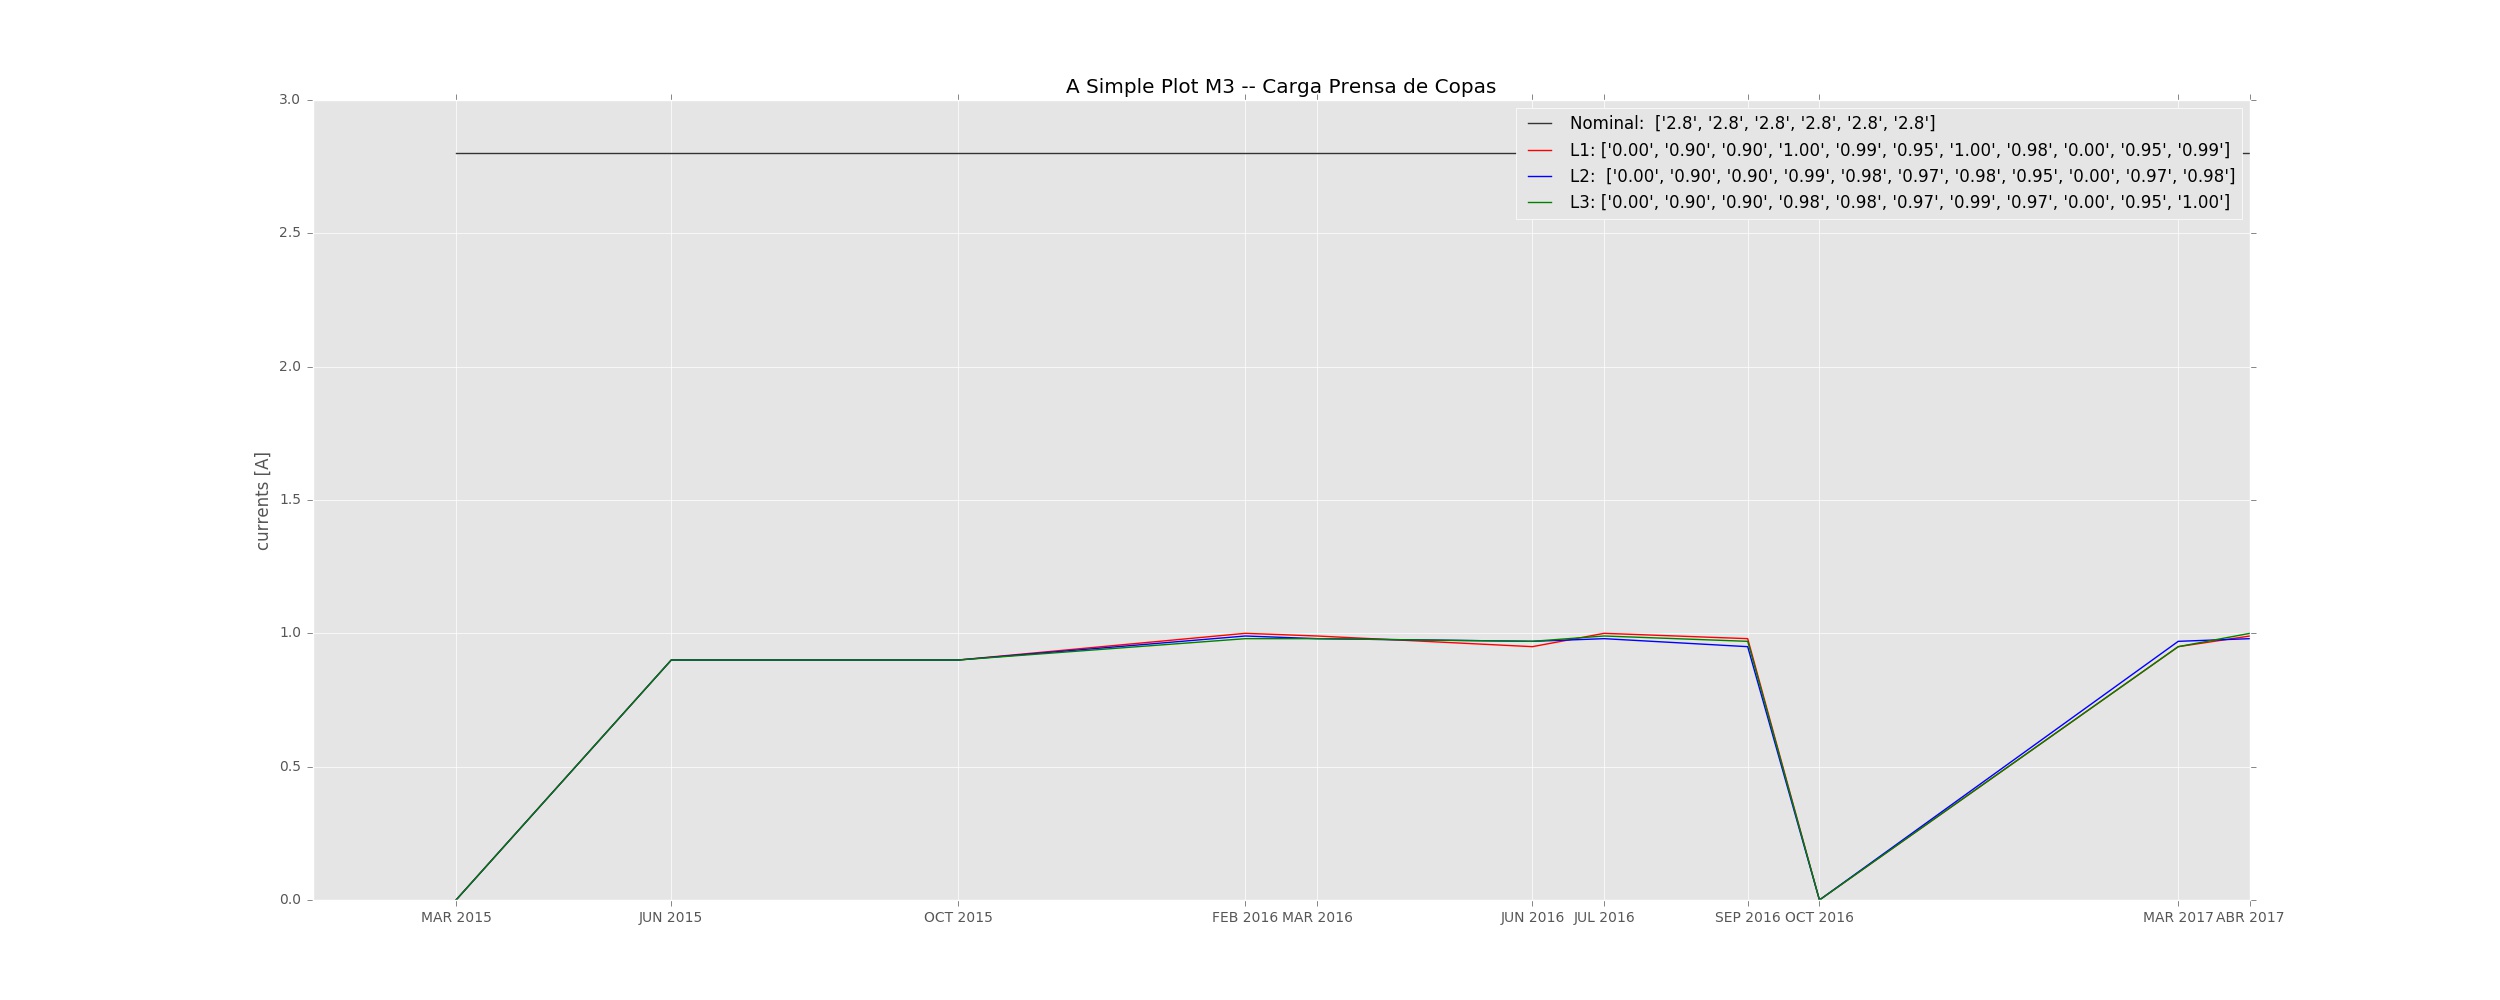 A Simple Plot M3 -- Carga Prensa de Copas
Nominal:  ['2.8', '2.8', '2.8', '2.8', '2.8', '2.8']
L1: ['0.00', '0.90', '0.90', '1.00', '0.99', '0.95', '1.00', '0.98', '0.00', '0.95', '0.99']
L2:  ['0.00', '0.90', '0.90', '0.99', '0.98', '0.97', '0.98', '0.95', '0.00', '0.97', '0.98']
L3: ['0.00', '0.90', '0.90', '0.98', '0.98', '0.97', '0.99', '0.97', '0.00', '0.95', '1.00']
3.0
2.5
2.0
1.5
1.0
0.5
0.0
currents [A]
MAR 2015 JUN 2015 OCT 2015 FEB 2016 MAR 2016 JUN 2016 JUL 2016 SEP 2016 OCT 2016 MAR 2017 ABR 2017